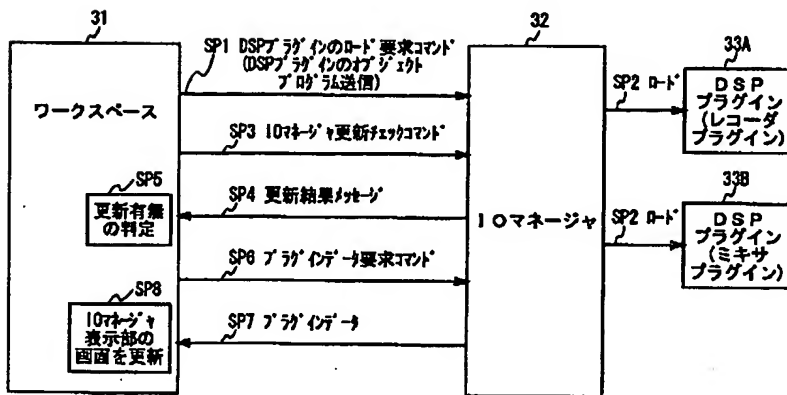 31
ワークスペース
SP1 DSPプラグインのロード要求コマンド
(DSPプラグインのオブジェクト
プログラム送信)
SP3 IOマネージャ更新チェックコマンド
SP4 更新結果メッセージ
SP5
更新有無
の判定
SP6 プラグインデータ要求コマンド
SP8
IOマネージャ
表示部の
画面を更新
SP7 プラグインデータ
32
IOマネージャ
SP2 ロード
33A
DSP
プラグイン
(レコーダ
プラグイン)
SP2 ロード
33B
DSP
プラグイン
(ミキサ
プラグイン)